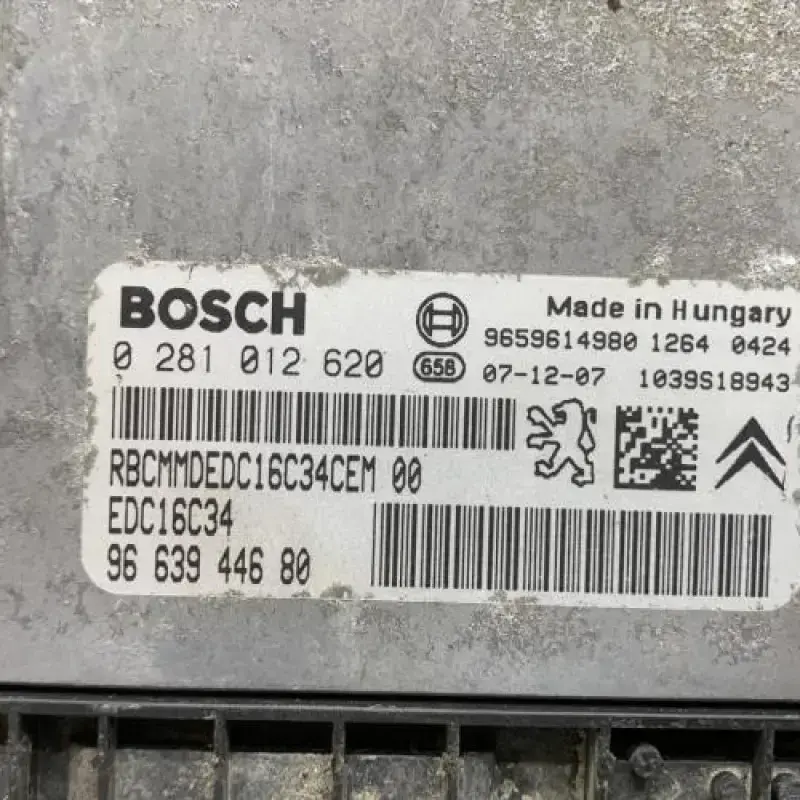 BOSCH
Made in Hungary
9659614980 1264 0424
0 281 012 620
65B
07-12-07 1039S18943
RBCMMDEDC16C34CEM 00
EDC16C34
96 639 446 80